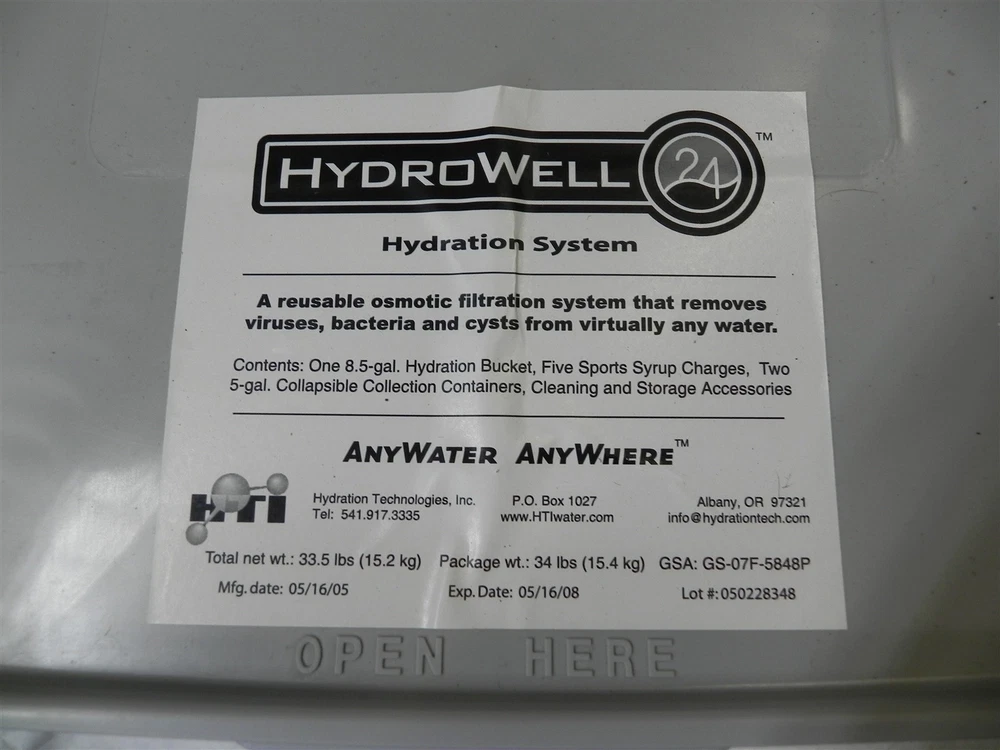 HYDROWELL 24 ™
Hydration System
A reusable osmotic filtration system that removes
viruses, bacteria and cysts from virtually any water.
Contents: One 8.5-gal. Hydration Bucket, Five Sports Syrup Charges, Two
5-gal. Collapsible Collection Containers, Cleaning and Storage Accessories
ANYWATER ANYWHERE™
HTI
Hydration Technologies, Inc. P.O. Box 1027 Albany, OR 97321
Tel: 541.917.3335 www.HTIwater.com info@hydrationtech.com
Total net wt.: 33.5 lbs (15.2 kg) Package wt.: 34 lbs (15.4 kg) GSA: GS-07F-5848P
Mfg. date: 05/16/05 Exp. Date: 05/16/08 Lot #: 050228348
OPEN HERE